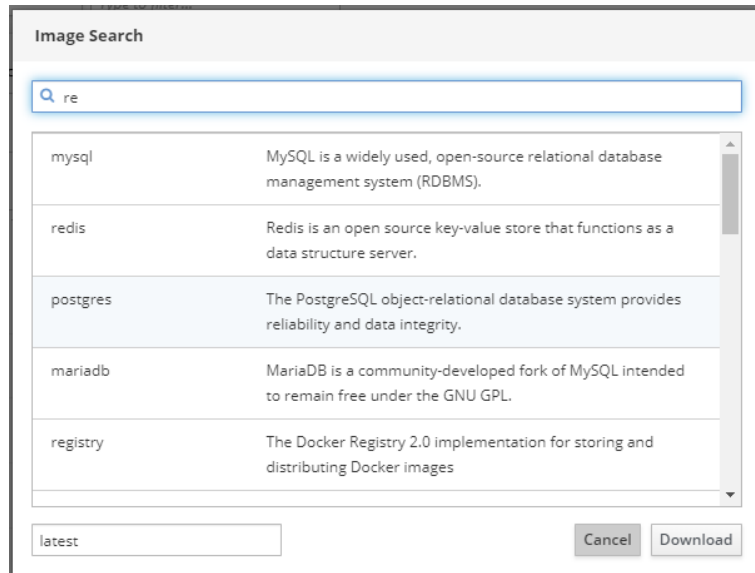 Type to filter...
Image Search
re
mysql
MySQL is a widely used, open-source relational database
management system (RDBMS).
redis
Redis is an open source key-value store that functions as a
data structure server.
postgres
The PostgreSQL object-relational database system provides
reliability and data integrity.
mariadb
MariaDB is a community-developed fork of MySQL intended
to remain free under the GNU GPL.
registry
The Docker Registry 2.0 implementation for storing and
distributing Docker images
latest
Cancel
Download